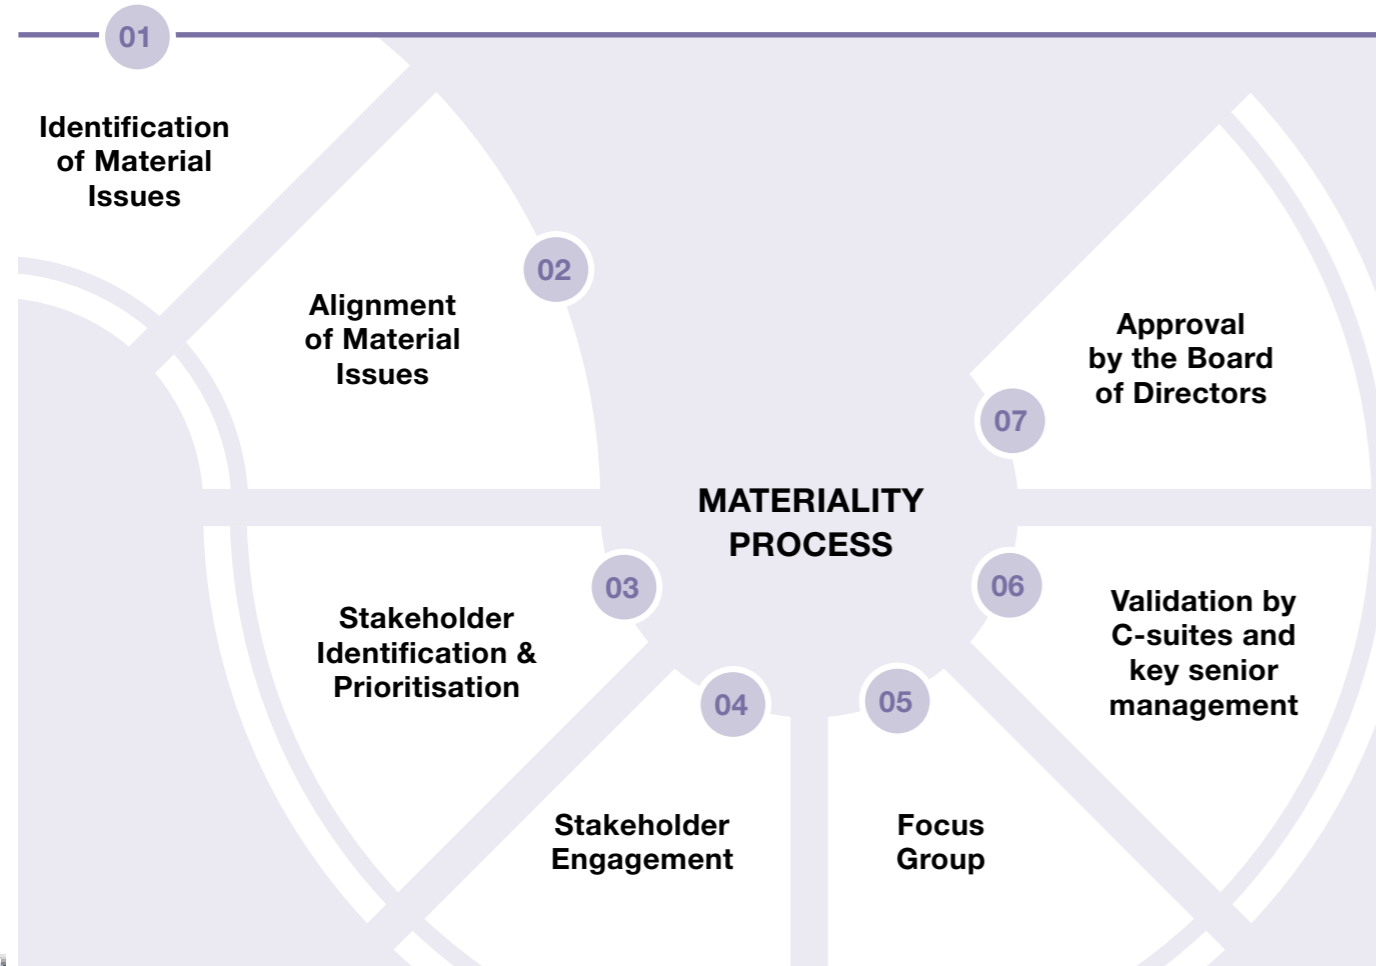 01
Identification
of Material
Issues
02
Alignment
of Material
Issues
03
Stakeholder
Identification &
Prioritisation
04
Stakeholder
Engagement
05
Focus
Group
06
Validation by
C-suites and
key senior
management
07
Approval
by the Board
of Directors
MATERIALITY
PROCESS